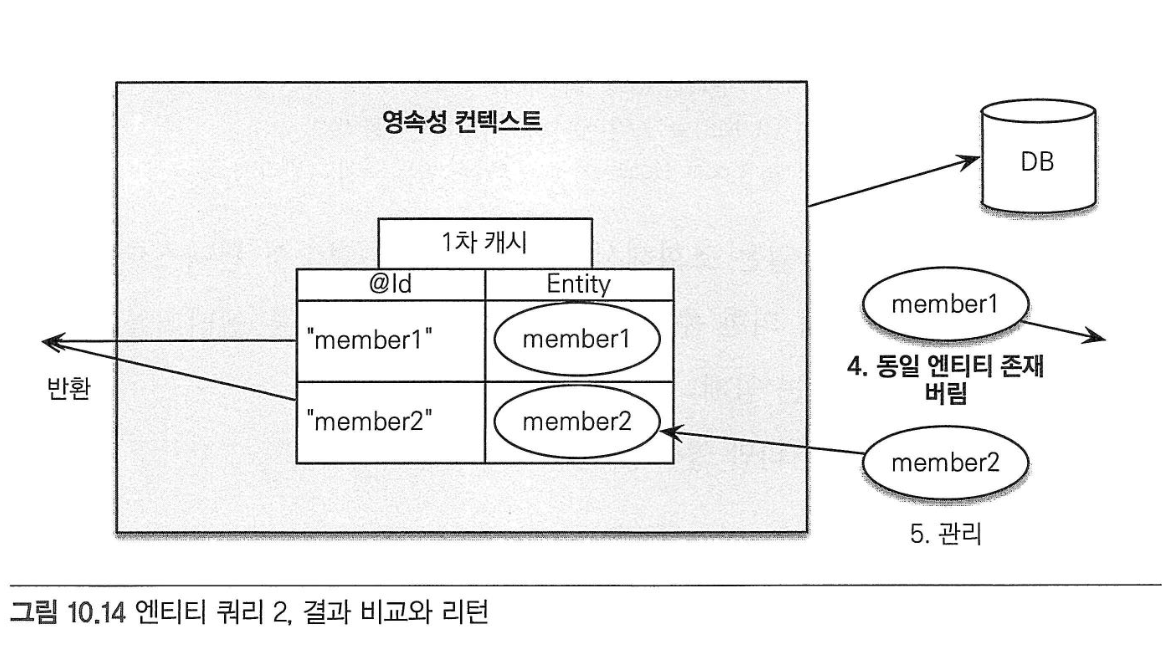 영속성 컨텍스트
DB
1차 캐시
@Id
Entity
"member1"
member1
"member2"
member2
반환
member1
4. 동일 엔티티 존재
버림
member2
5. 관리
그림 10.14 엔티티 쿼리 2, 결과 비교와 리턴